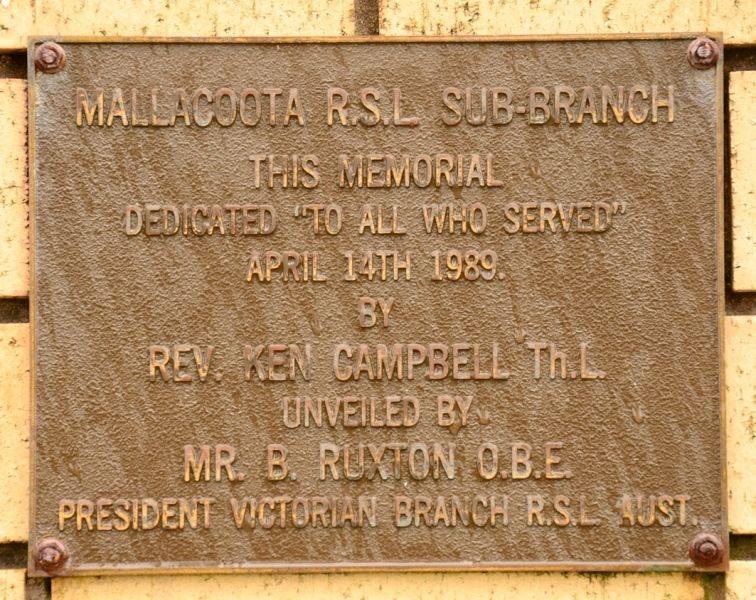 MALLACOOTA R.S.L. SUB-BRANCH
THIS MEMORIAL
DEDICATED "TO ALL WHO SERVED"
APRIL 14TH 1989.
BY
REV. KEN CAMPBELL Th.L.
UNVEILED BY
MR. B. RUXTON O.B.E.
PRESIDENT VICTORIAN BRANCH R.S.L. AUST.